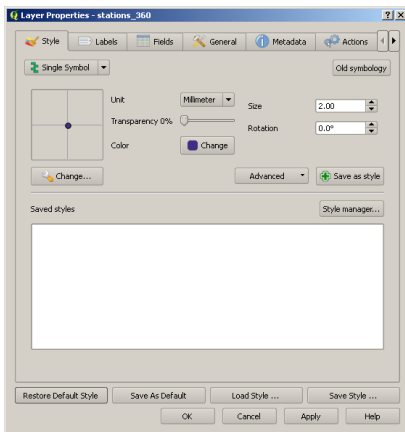 Layer Properties - stations_360
Style Labels Fields General Metadata Actions
Single Symbol Old symbology
Unit Millimeter Size 2.00
Transparency 0% Rotation 0.0°
Color Change
Change... Advanced Save as style
Saved styles Style manager...
Restore Default Style Save As Default Load Style ... Save Style ...
OK Cancel Apply Help